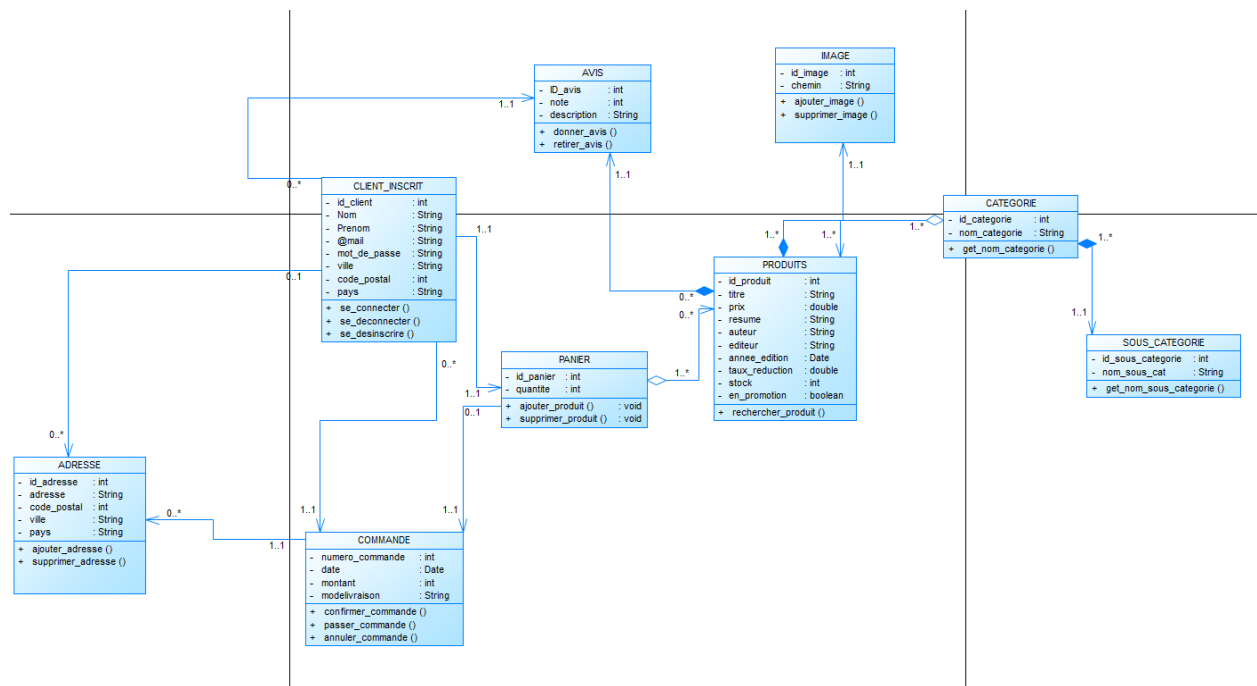 IMAGE
- id_image : int
- chemin : String
+ ajouter_image ()
+ supprimer_image ()
AVIS
- ID_avis : int
- note : int
- description : String
+ donner_avis ()
+ retirer_avis ()
1..1
0..*
1..1
1..1
CLIENT_INSCRIT
- id_client : int
- Nom : String
- Prenom : String
- @mail : String
- mot_de_passe : String
- ville : String
- code_postal : int
- pays : String
+ se_connecter ()
+ se_deconnecter ()
+ se_desinscrire ()
1..1
0..1
0..*
CATEGORIE
- id_categorie : int
- nom_categorie : String
+ get_nom_categorie ()
1..*
1..*
1..*
1..*
PRODUITS
- id_produit : int
- titre : String
- prix : double
- resume : String
- auteur : String
- editeur : String
- annee_edition : Date
- taux_reduction : double
- stock : int
- en_promotion : boolean
+ rechercher_produit ()
0..*
0..*
1..1
SOUS_CATEGORIE
- id_sous_categorie : int
- nom_sous_cat : String
+ get_nom_sous_categorie ()
PANIER
- id_panier : int
- quantite : int
+ ajouter_produit () : void
+ supprimer_produit () : void
1..*
1..1
0..1
0..*
ADRESSE
- id_adresse : int
- adresse : String
- code_postal : int
- ville : String
- pays : String
+ ajouter_adresse ()
+ supprimer_adresse ()
0..*
1..1
1..1
1..1
COMMANDE
- numero_commande : int
- date : Date
- montant : int
- modelivraison : String
+ confirmer_commande ()
+ passer_commande ()
+ annuler_commande ()